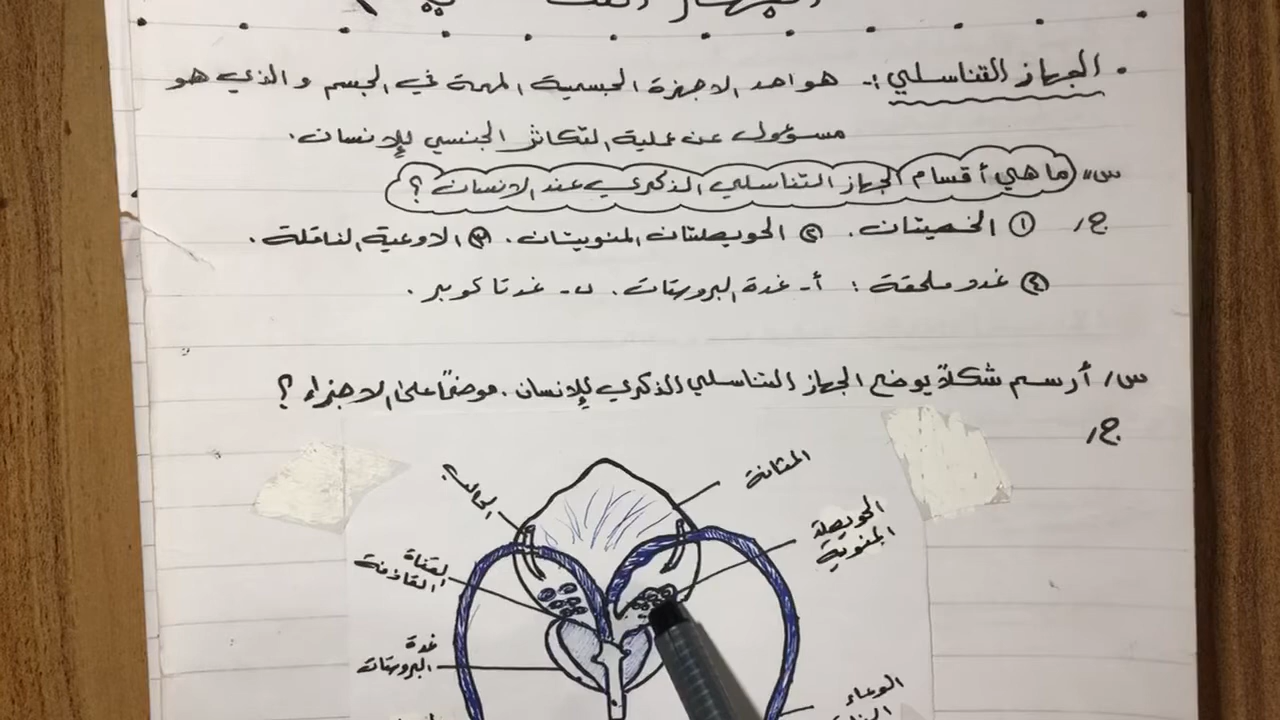 الجهاز التناسلي :- هو احد الاجهزة الجسمية المهمة في الجسم والذي هو
مسؤول عن عملية التكاثر الجنسي للإنسان.
س/ ما هي أقسام الجهاز التناسلي الذكري عند الانسان؟
ج/ ① الخصيتان. ② الحويصلتان المنويتان. ③ الاوعية الناقلة.
④ غدد ملحقة : أ- غدة البروستات. ب- غدتا كوبر.
س/ أرسم شكلاً يوضح الجهاز التناسلي الذكري للإنسان. موضحًا على الاجزاء؟
ج/
المثانة
الحالب
الحويصلة المنوية
القناة القاذفة
غدة البروستات
الوعاء